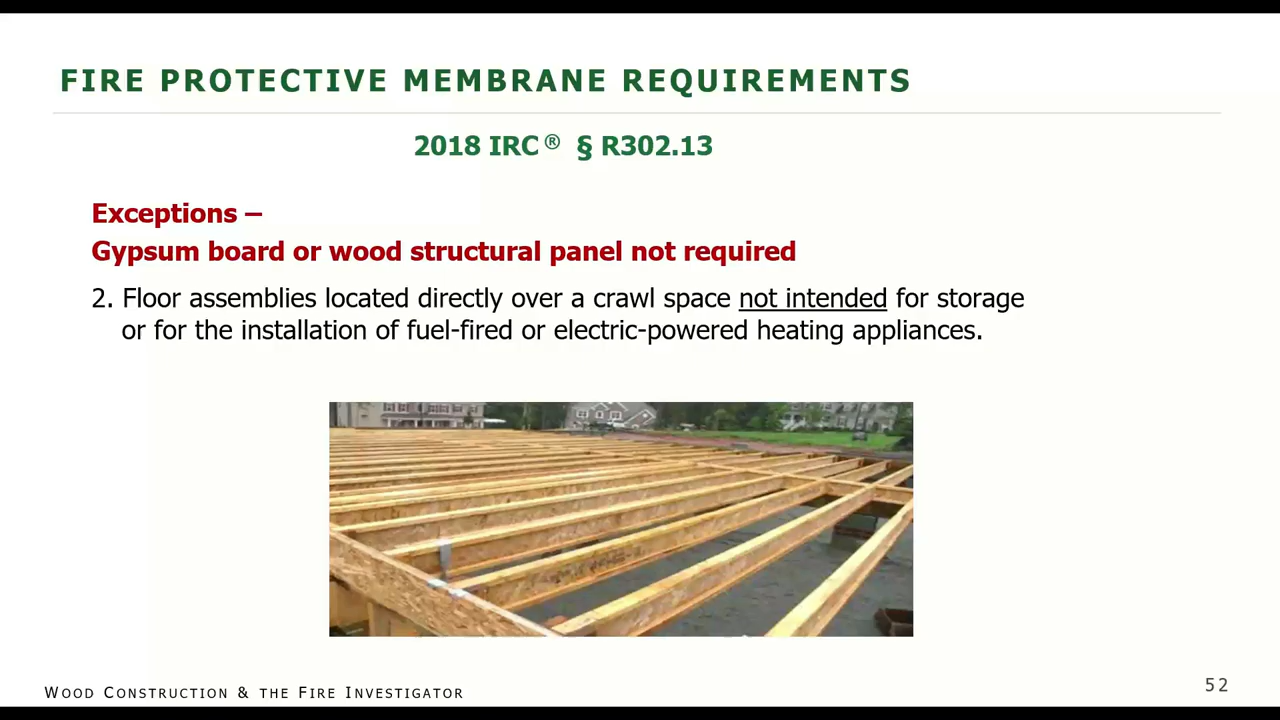 FIRE PROTECTIVE MEMBRANE REQUIREMENTS
2018 IRC® § R302.13
Exceptions –
Gypsum board or wood structural panel not required
2. Floor assemblies located directly over a crawl space not intended for storage
or for the installation of fuel-fired or electric-powered heating appliances.
WOOD CONSTRUCTION & THE FIRE INVESTIGATOR
52